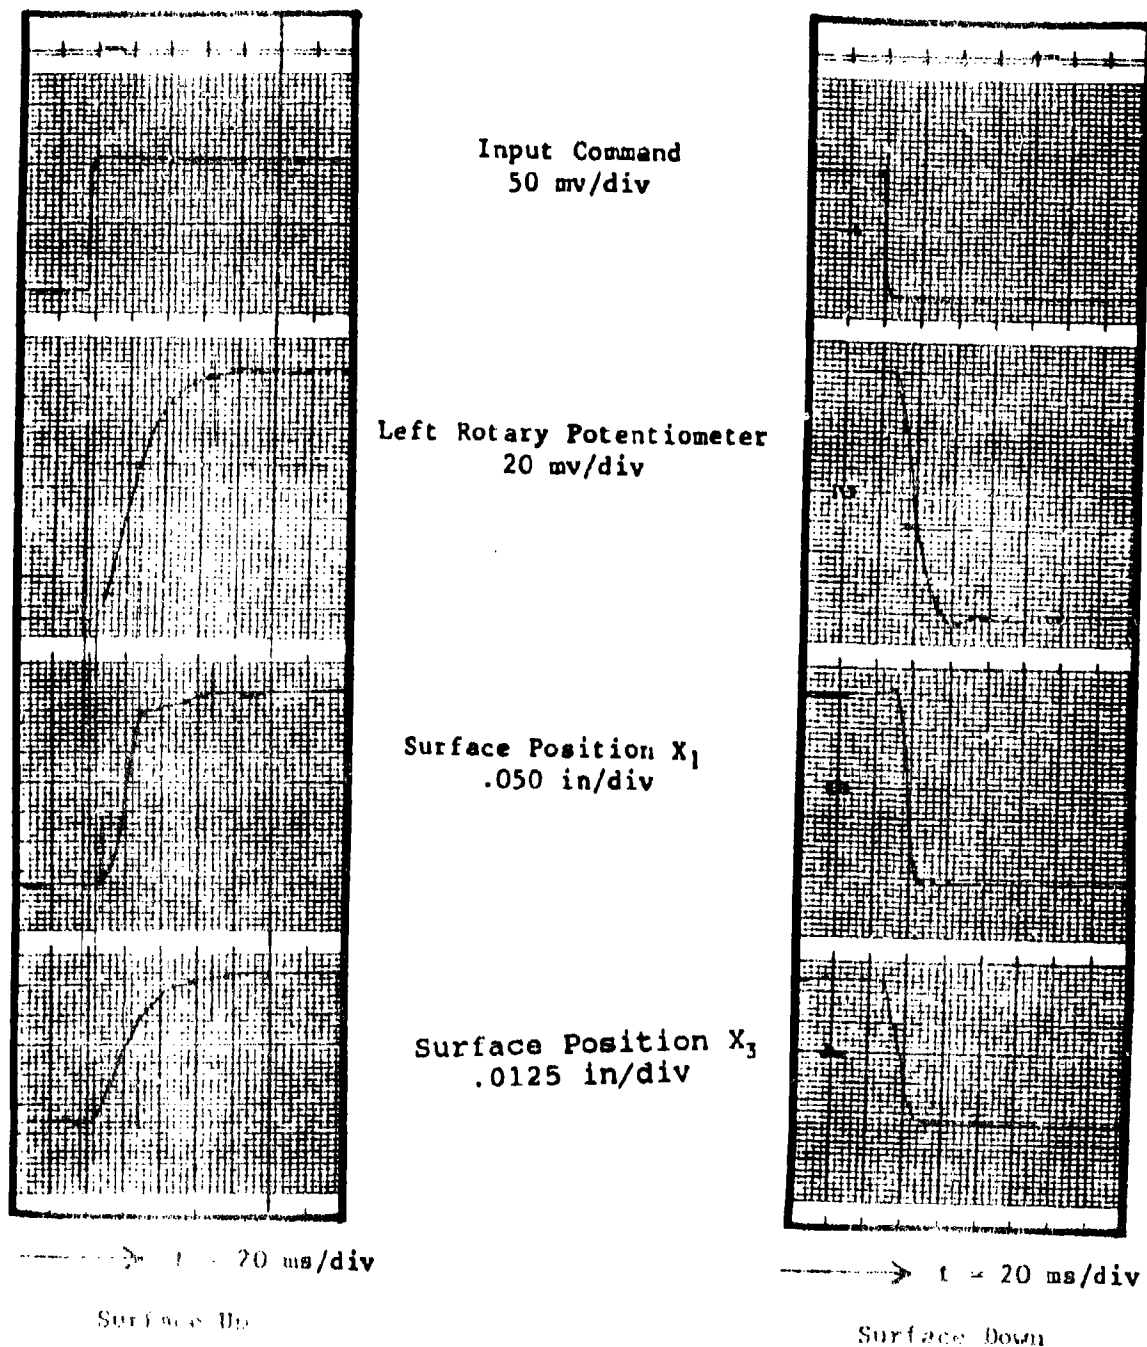 Input Command
50 mv/div
Left Rotary Potentiometer
20 mv/div
Surface Position X₁
.050 in/div
Surface Position X₃
.0125 in/div
20 ms/div
t = 20 ms/div
Surface Up
Surface Down